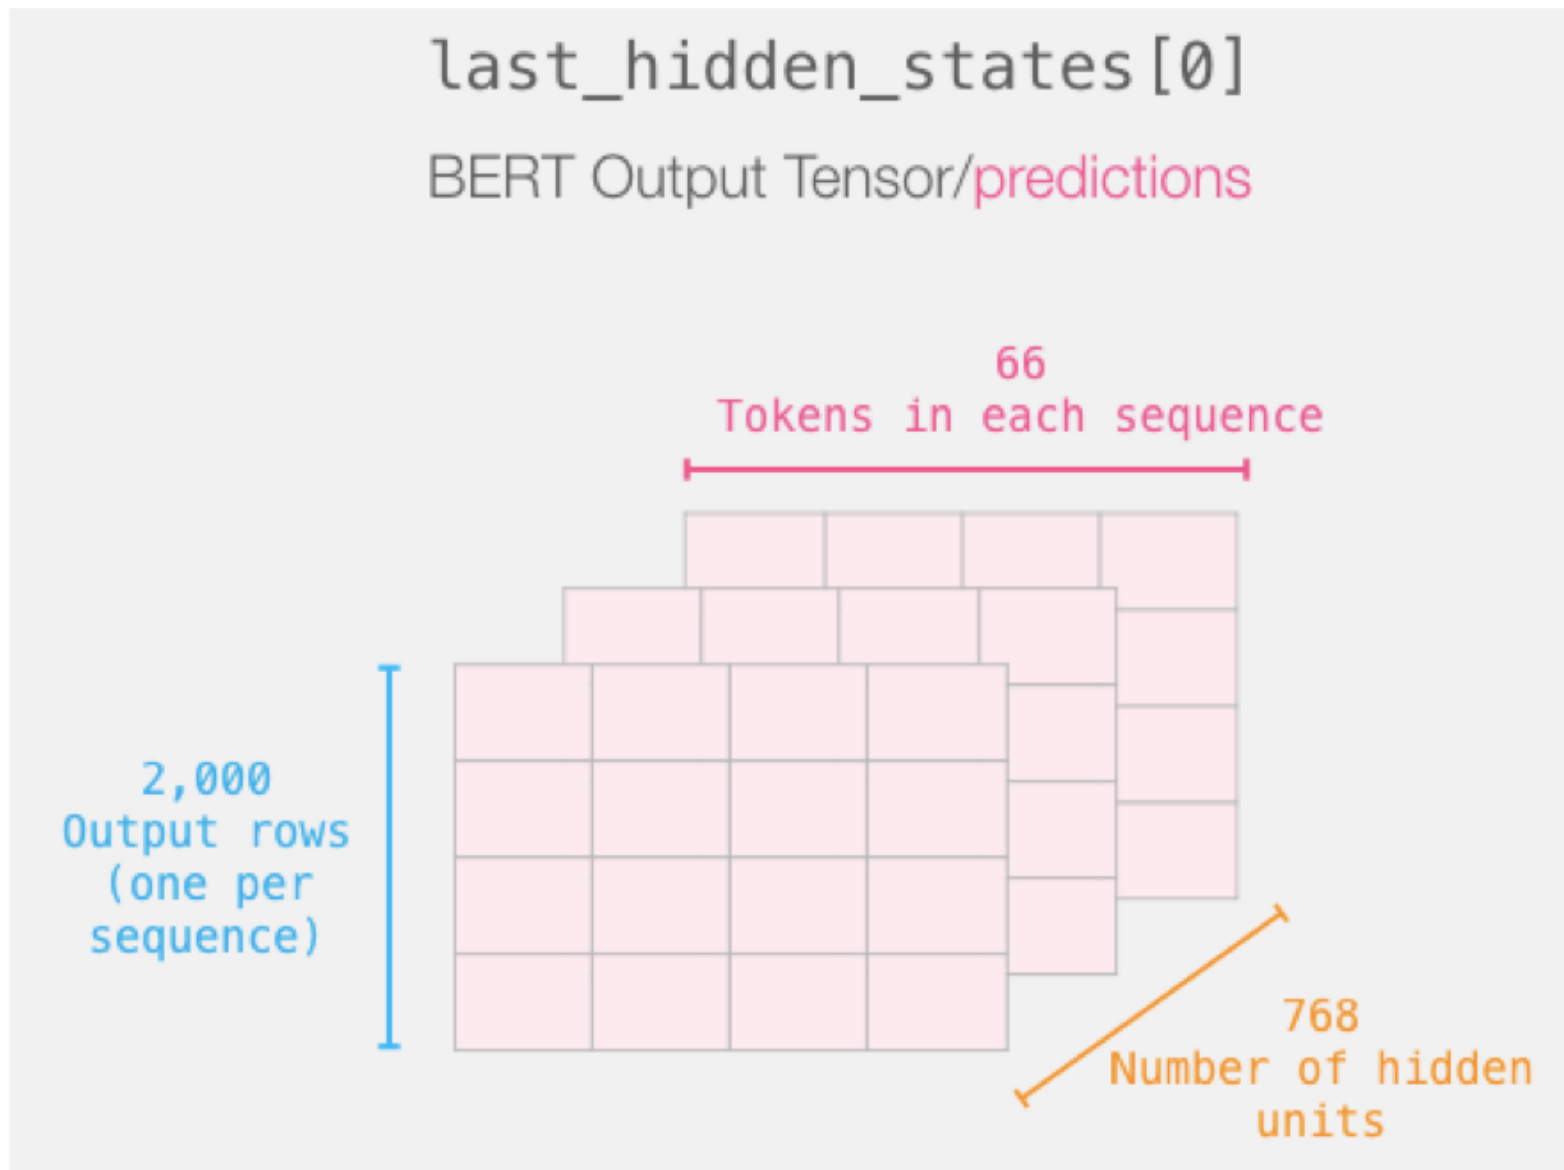 last_hidden_states[0]
BERT Output Tensor/predictions
66
Tokens in each sequence
2,000
Output rows
(one per
sequence)
768
Number of hidden
units